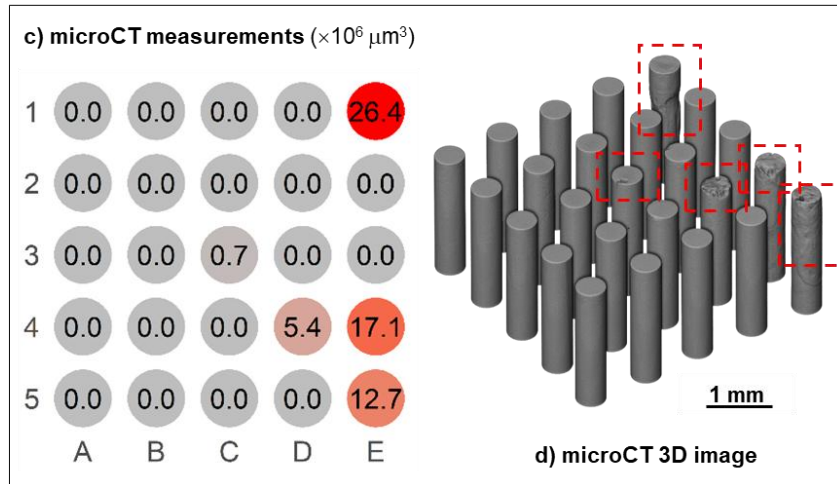 c) microCT measurements (×10⁶ μm³)
1 0.0 0.0 0.0 0.0 26.4
2 0.0 0.0 0.0 0.0 0.0
3 0.0 0.0 0.7 0.0 0.0
4 0.0 0.0 0.0 5.4 17.1
5 0.0 0.0 0.0 0.0 12.7
A B C D E
1 mm
d) microCT 3D image